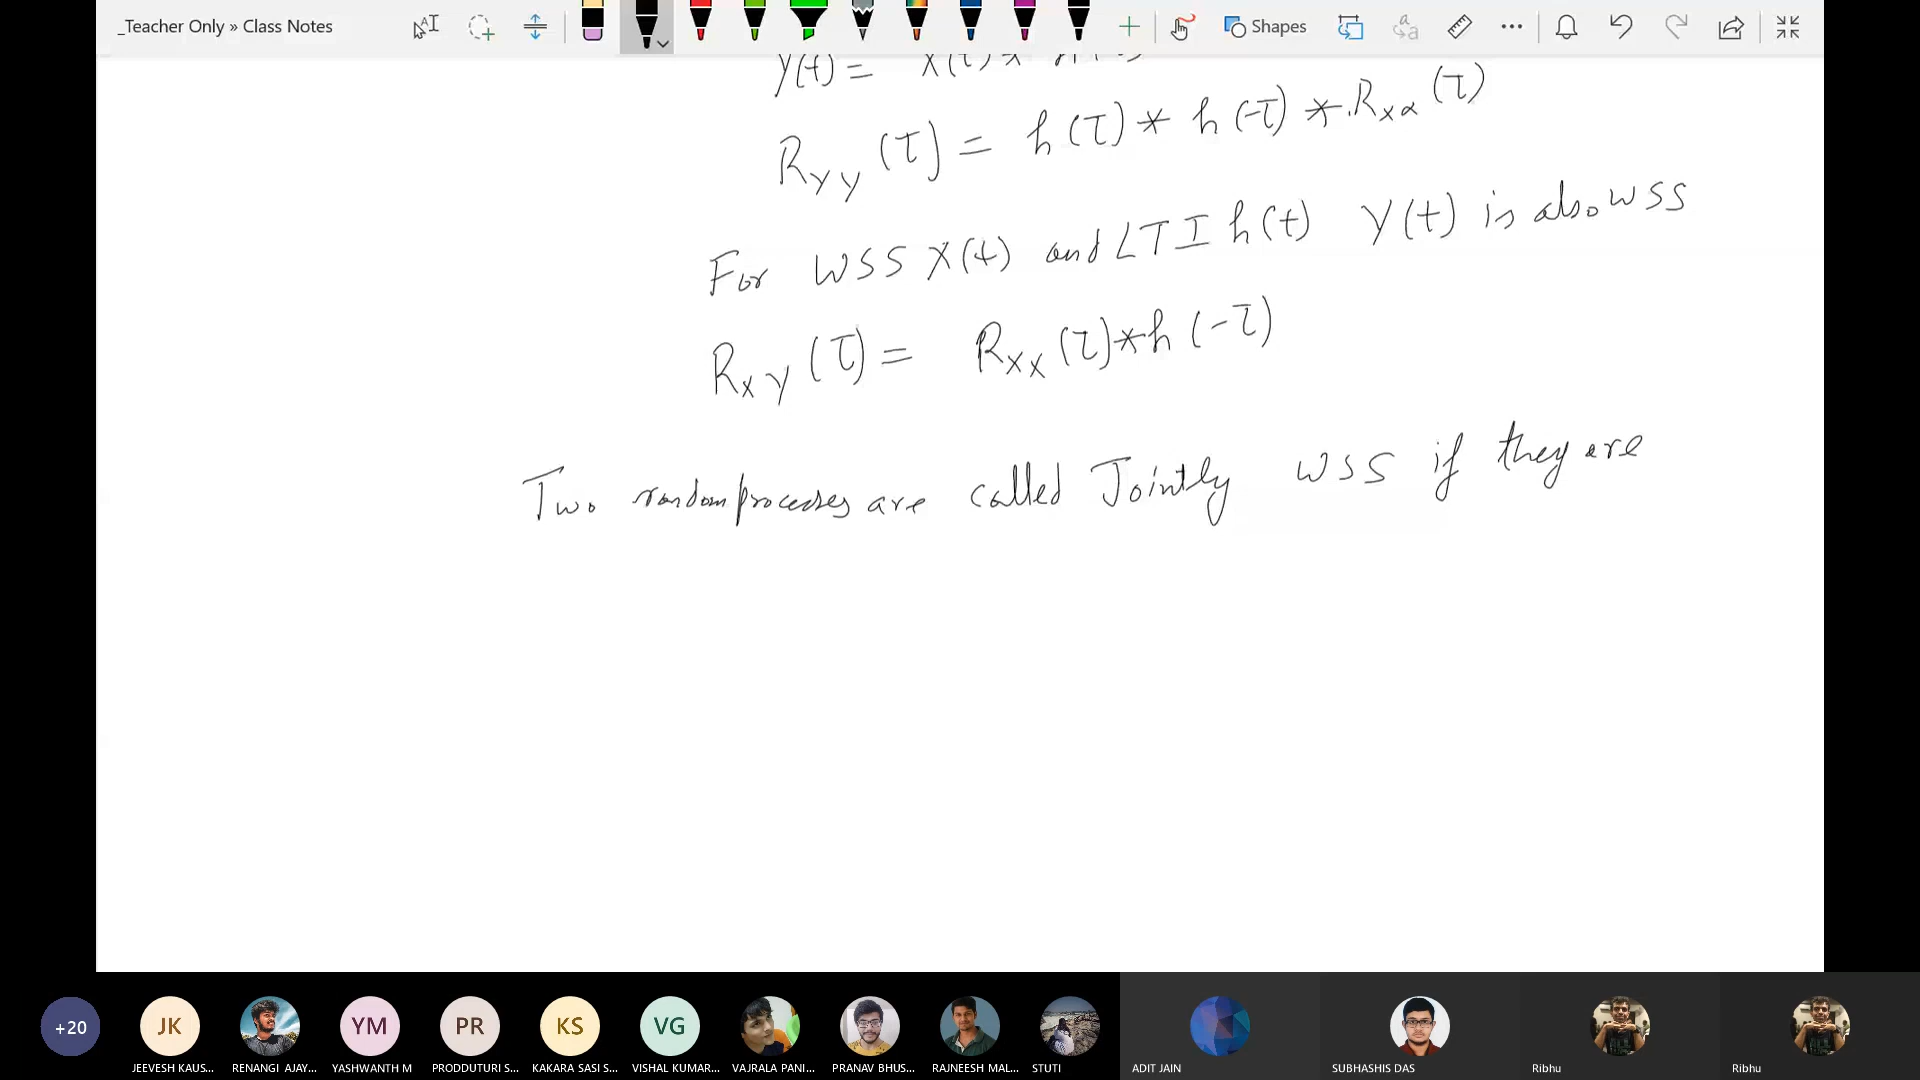 _Teacher Only » Class Notes
Shapes
Y(t) =
R_YY (τ) = h(τ) * h(-τ) * R_xx (τ)
For WSS X(t) and LTI h(t) Y(t) is also WSS
R_XY (τ) = R_XX (τ) * h(-τ)
Two random processes are called Jointly WSS if they are
+20
JK
YM
PR
KS
VG
JEEVESH KAUS...
RENANGI AJAY...
YASHWANTH M
PRODDUTURI S...
KAKARA SASI S...
VISHAL KUMAR...
VAJRALA PANI...
PRANAV BHUS...
RAJNEESH MAL...
STUTI
ADIT JAIN
SUBHASHIS DAS
Ribhu
Ribhu